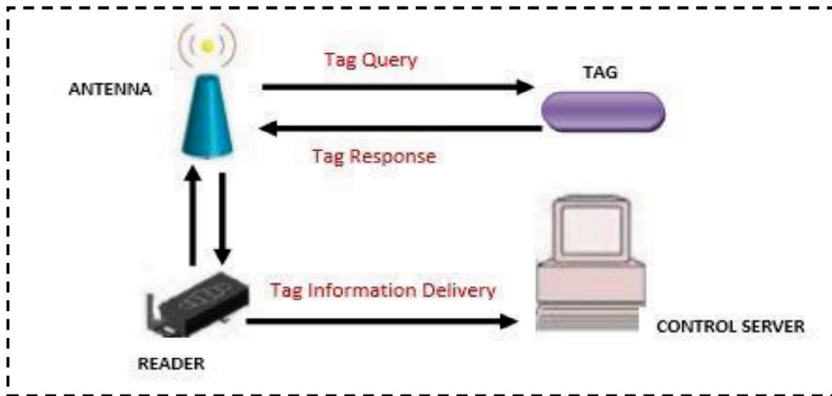 Tag Query
TAG
ANTENNA
Tag Response
Tag Information Delivery
CONTROL SERVER
READER